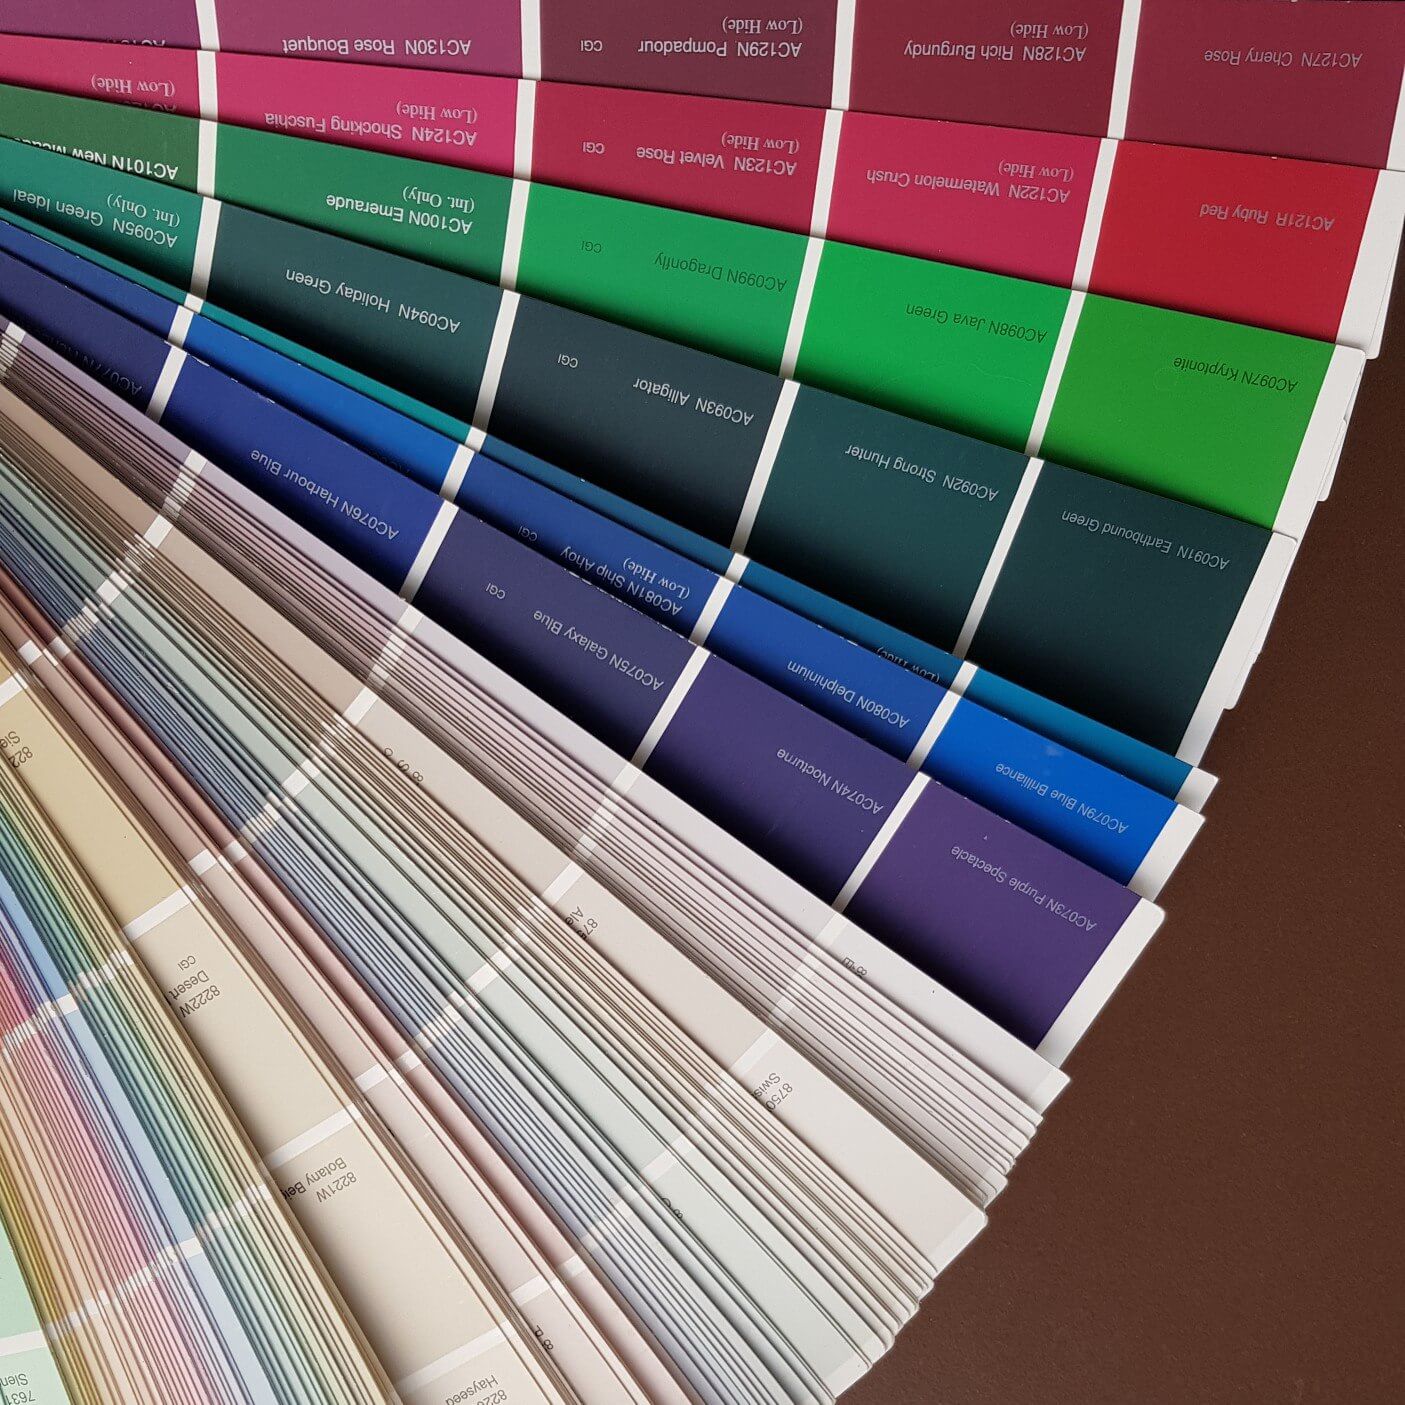 AC130N Rose Bouquet
AC129N Pompadour
(Low Hide)
CGI
AC128N Rich Burgundy
(Low Hide)
AC127N Cherry Rose
(Low Hide)
AC124N Shocking Fuschia
(Low Hide)
AC123N Velvet Rose
(Low Hide)
CGI
AC122N Watermelon Crush
(Low Hide)
AC121R Ruby Red
AC101N New
AC100N Emeraude
(Int. Only)
AC099N Dragonfly
CGI
AC098N Java Green
AC097N Kryptonite
AC095N Green Ideal
(Int. Only)
AC094N Holiday Green
AC093N Alligator
CGI
AC092N Strong Hunter
AC091N Earthbound Green
(Low Hide)
AC081N Ship Ahoy
(Low Hide)
CGI
AC080N Delphinium
AC079N Blue Brilliance
AC077N
AC076N Harbour Blue
AC075N Galaxy Blue
CGI
AC074N Nocturne
AC073N Purple Spectacle
8750
8222W
Desert
CGI
8221W
Botany
Hayseed